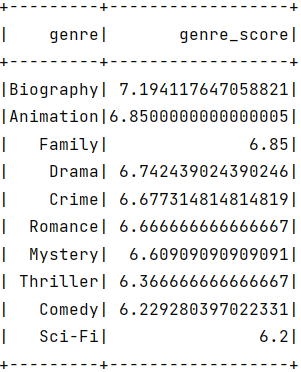 +---------+------------------+
|    genre|       genre_score|
+---------+------------------+
|Biography| 7.194117647058821|
|Animation|6.8500000000000005|
|   Family|              6.85|
|    Drama| 6.742439024390246|
|    Crime| 6.677314814814819|
|  Romance| 6.666666666666667|
|  Mystery|  6.60909090909091|
| Thriller| 6.366666666666667|
|   Comedy| 6.229280397022331|
|   Sci-Fi|               6.2|
+---------+------------------+